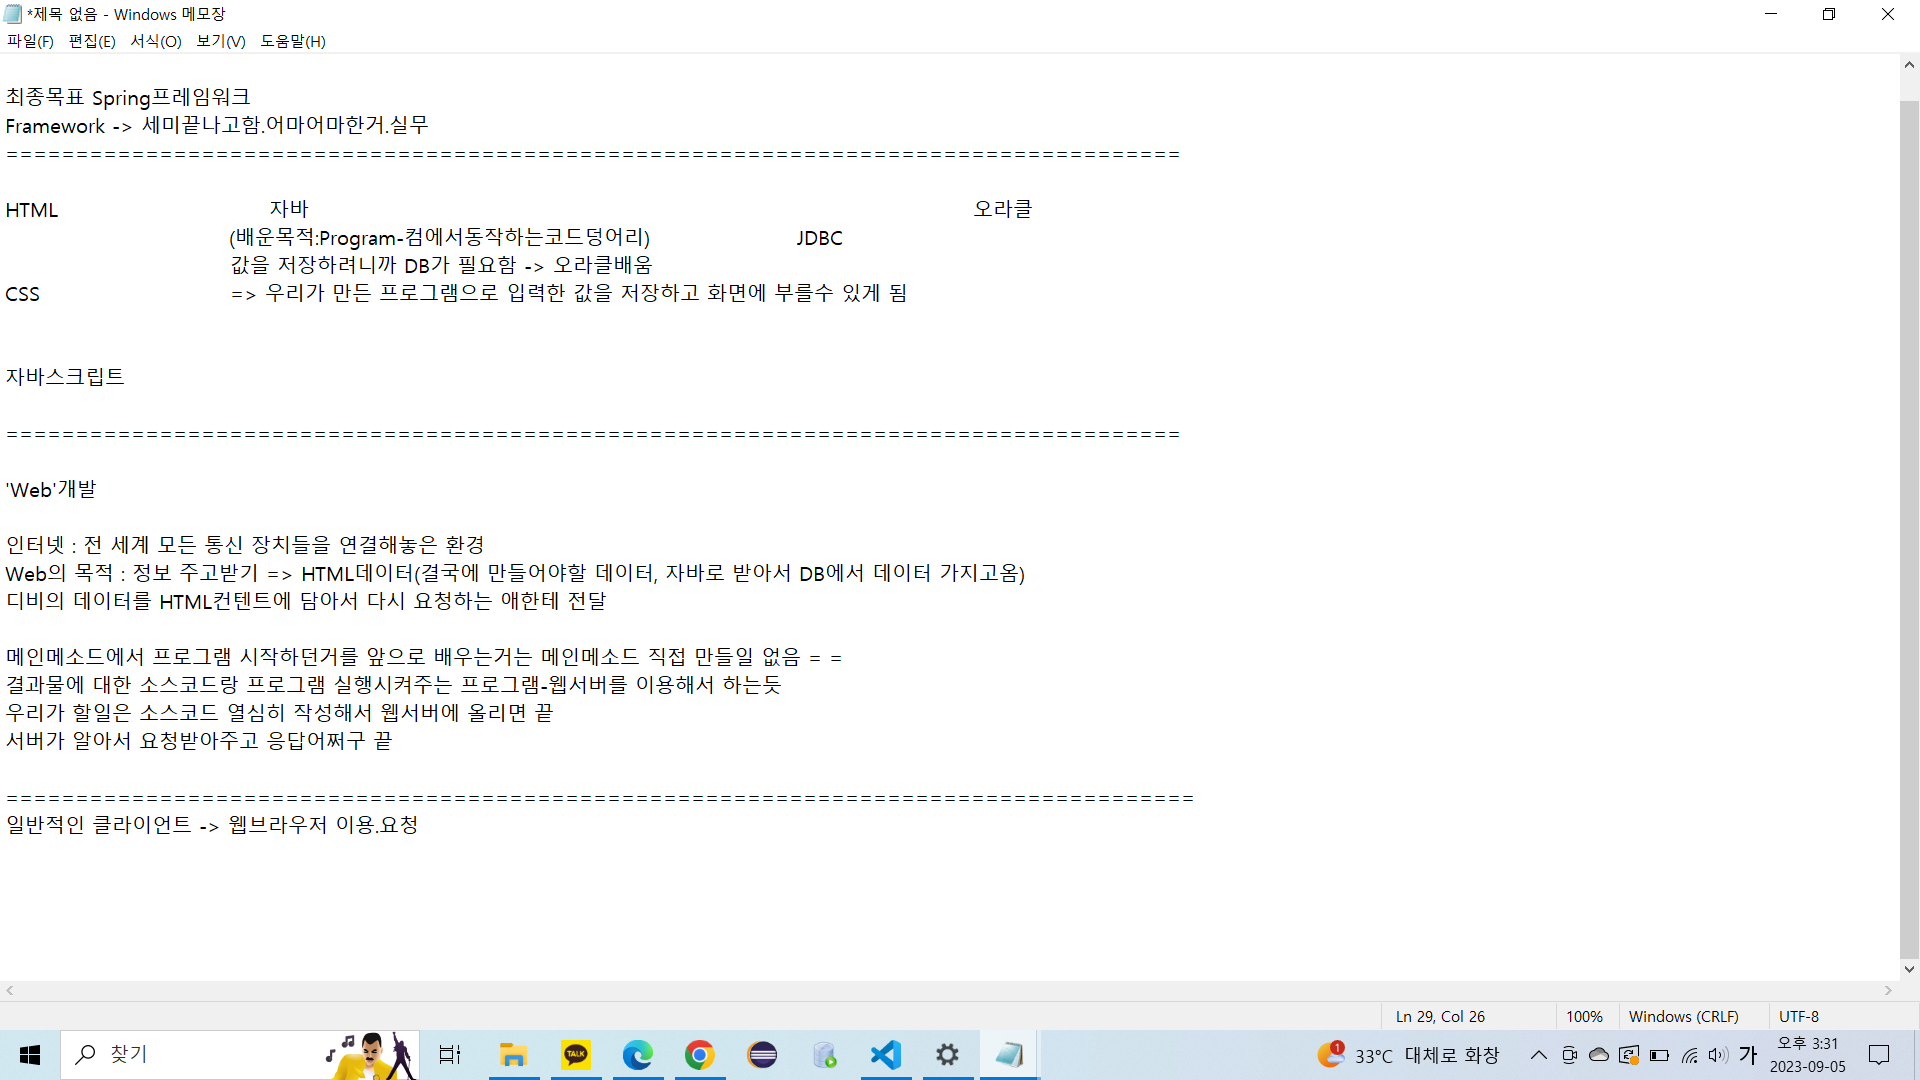 *제목 없음 - Windows 메모장
파일(F) 편집(E) 서식(O) 보기(V) 도움말(H)
최종목표 Spring프레임워크
Framework -> 세미끝나고함.어마어마한거.실무
====================================================================================
HTML 자바 오라클
(배운목적:Program-컴에서동작하는코드덩어리) JDBC
값을 저장하려니까 DB가 필요함 -> 오라클배움
CSS => 우리가 만든 프로그램으로 입력한 값을 저장하고 화면에 부를수 있게 됨
자바스크립트
====================================================================================
'Web'개발
인터넷 : 전 세계 모든 통신 장치들을 연결해놓은 환경
Web의 목적 : 정보 주고받기 => HTML데이터(결국에 만들어야할 데이터, 자바로 받아서 DB에서 데이터 가지고옴)
디비의 데이터를 HTML컨텐트에 담아서 다시 요청하는 애한테 전달
메인메소드에서 프로그램 시작하던거를 앞으로 배우는거는 메인메소드 직접 만들일 없음 = =
결과물에 대한 소스코드랑 프로그램 실행시켜주는 프로그램-웹서버를 이용해서 하는듯
우리가 할일은 소스코드 열심히 작성해서 웹서버에 올리면 끝
서버가 알아서 요청받아주고 응답어쩌구 끝
=====================================================================================
일반적인 클라이언트 -> 웹브라우저 이용.요청
Ln 29, Col 26 100% Windows (CRLF) UTF-8
찾기 TALK 1 33°C 대체로 화창 가 오후 3:31
2023-09-05